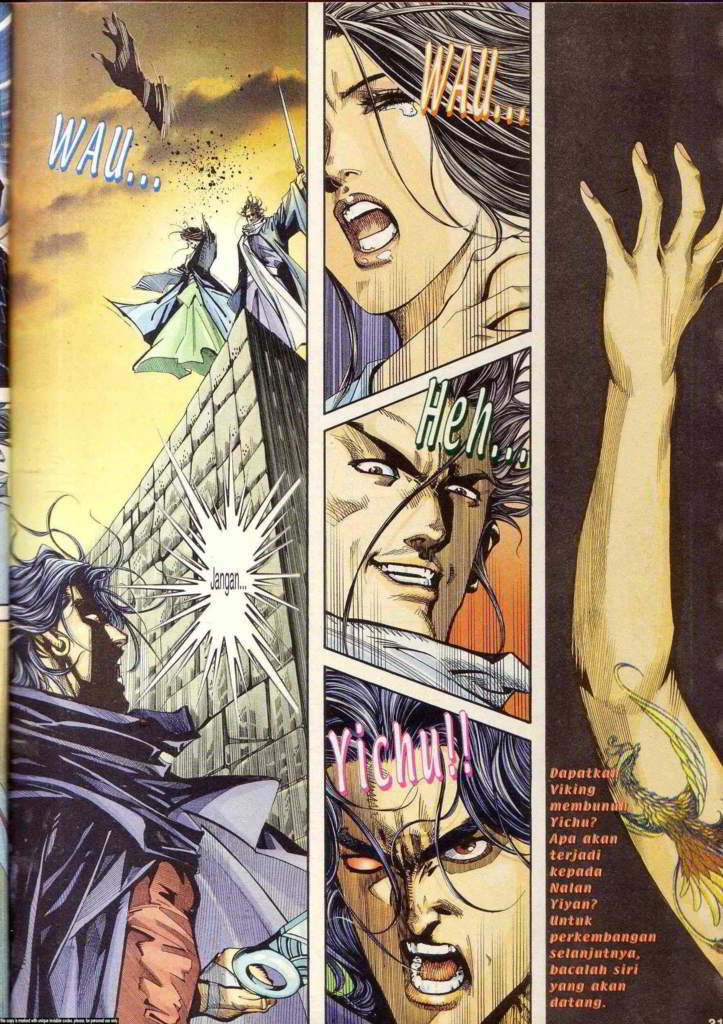 WAU...
Jangan...
WAU...
Heh...
Yichu!!
Dapatkan
Viking
membunuh
Yichu?
Apa akan
terjadi
kepada
Nalan
Yiyan?
Untuk
perkembangan
selanjutnya,
bacalah siri
yang akan
datang.